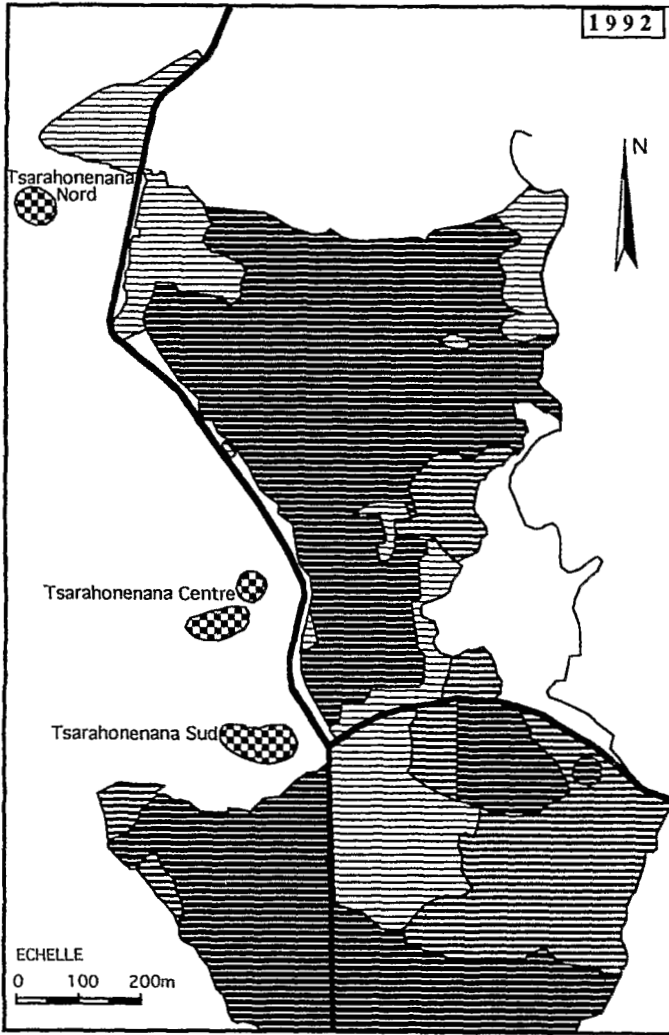 1992
N
Tsarahonenana
Nord
Tsarahonenana Centre
Tsarahonenana Sud
ECHELLE
0 100 200m